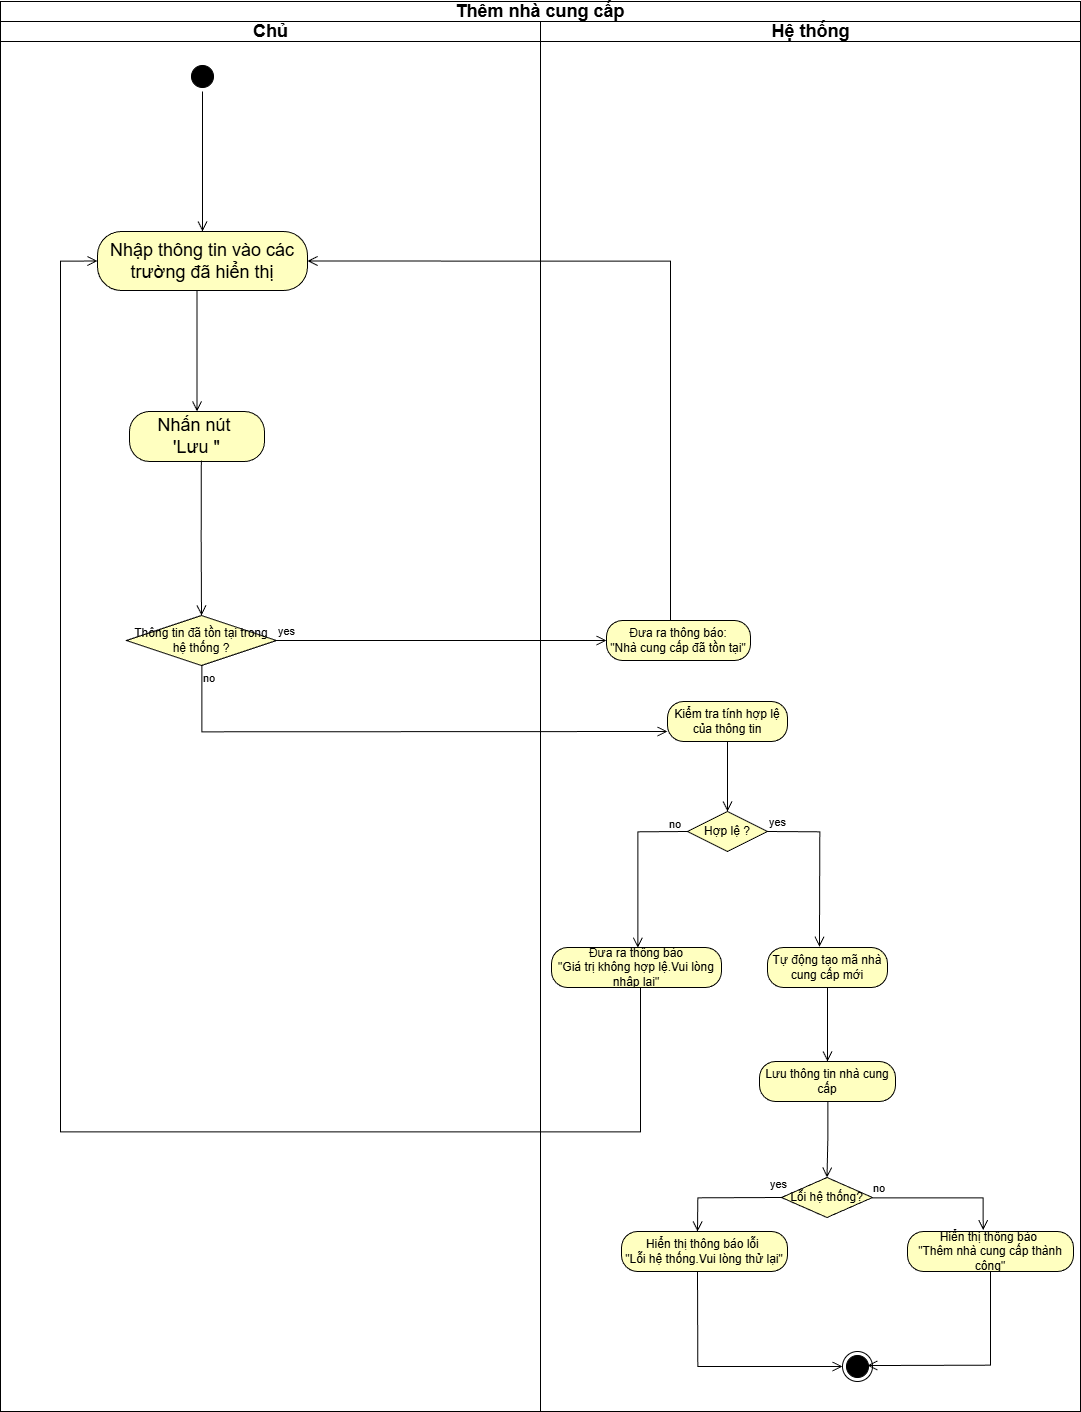 Thêm nhà cung cấp
Chủ
Hệ thống
Nhập thông tin vào các
trường đã hiển thị
Nhấn nút
'Lưu "
Thông tin đã tồn tại trong
hệ thống ?
yes
no
Đưa ra thông báo:
"Nhà cung cấp đã tồn tại"
Kiểm tra tính hợp lệ
của thông tin
Hợp lệ ?
no
yes
Đưa ra thông báo
"Giá trị không hợp lệ.Vui lòng
nhập lại"
Tự động tạo mã nhà
cung cấp mới
Lưu thông tin nhà cung
cấp
Lỗi hệ thống?
yes
no
Hiển thị thông báo lỗi
"Lỗi hệ thống.Vui lòng thử lại"
Hiển thị thông báo
"Thêm nhà cung cấp thành
công"